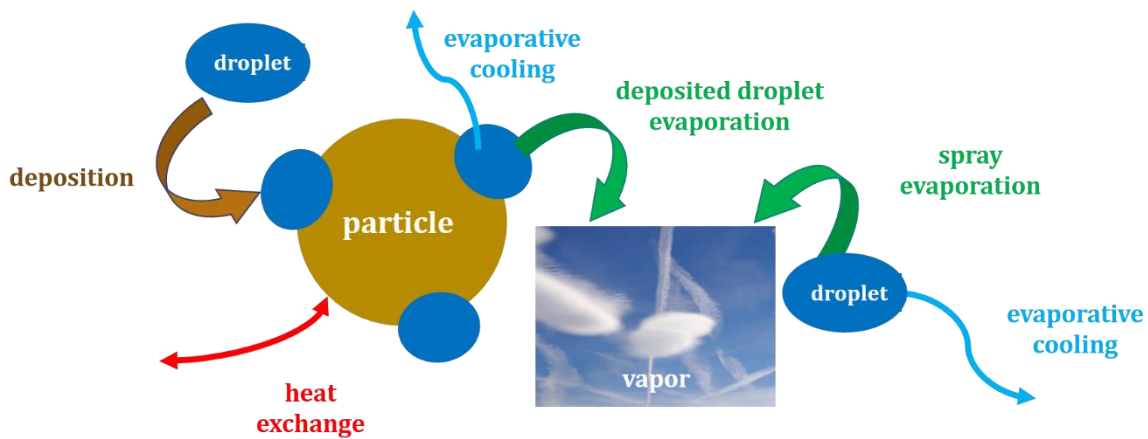 droplet
evaporative
cooling
deposited droplet
evaporation
spray
evaporation
deposition
particle
droplet
vapor
evaporative
cooling
heat
exchange